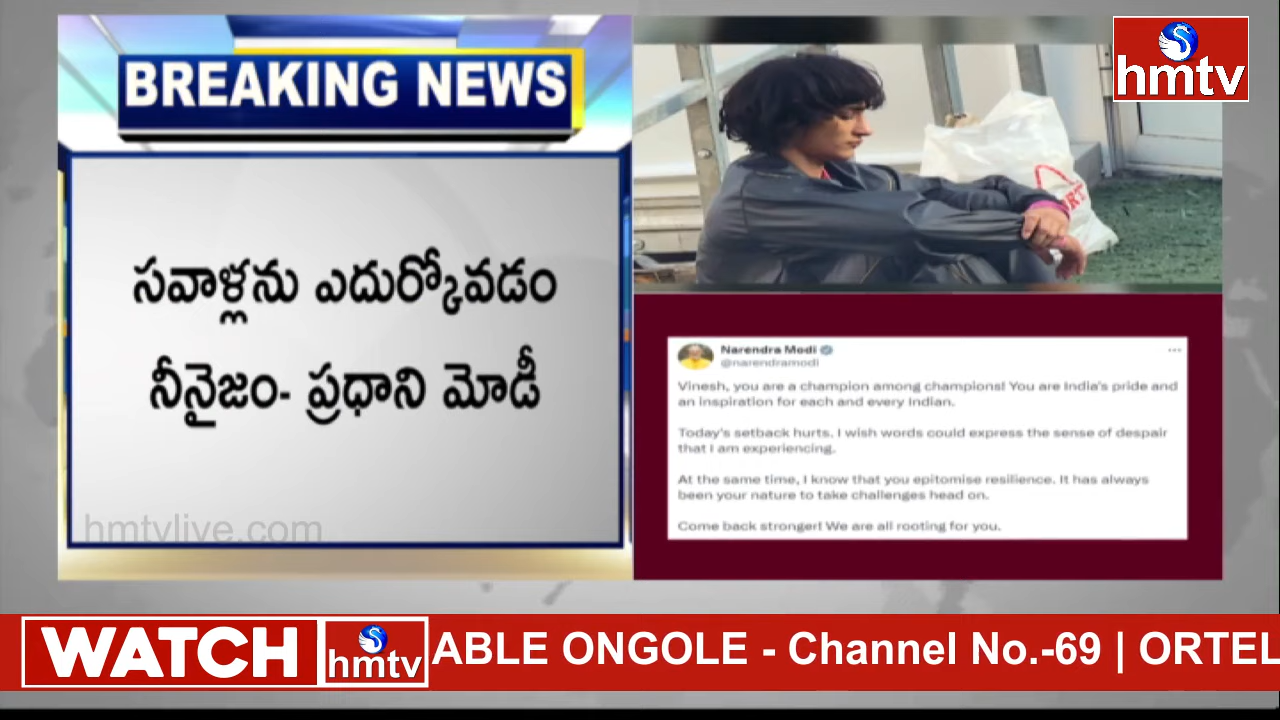 BREAKING NEWS
సవాళ్లను ఎదుర్కోవడం
నీనైజం- ప్రధాని మోడీ
hmtvlive.com
hmtv
Narendra Modi
@narendramodi
Vinesh, you are a champion among champions! You are India's pride and
an inspiration for each and every Indian.
Today's setback hurts. I wish words could express the sense of despair
that I am experiencing.
At the same time, I know that you epitomise resilience. It has always
been your nature to take challenges head on.
Come back stronger! We are all rooting for you.
WATCH hmtv ABLE ONGOLE - Channel No.-69 | ORTEL